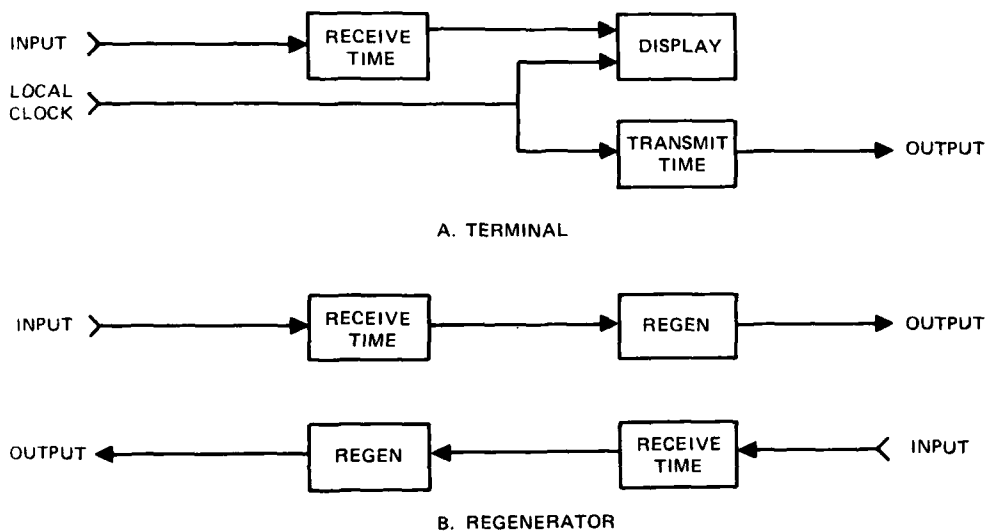 INPUT
RECEIVE
TIME
DISPLAY
LOCAL
CLOCK
TRANSMIT
TIME
OUTPUT
A. TERMINAL
INPUT
RECEIVE
TIME
REGEN
OUTPUT
OUTPUT
REGEN
RECEIVE
TIME
INPUT
B. REGENERATOR